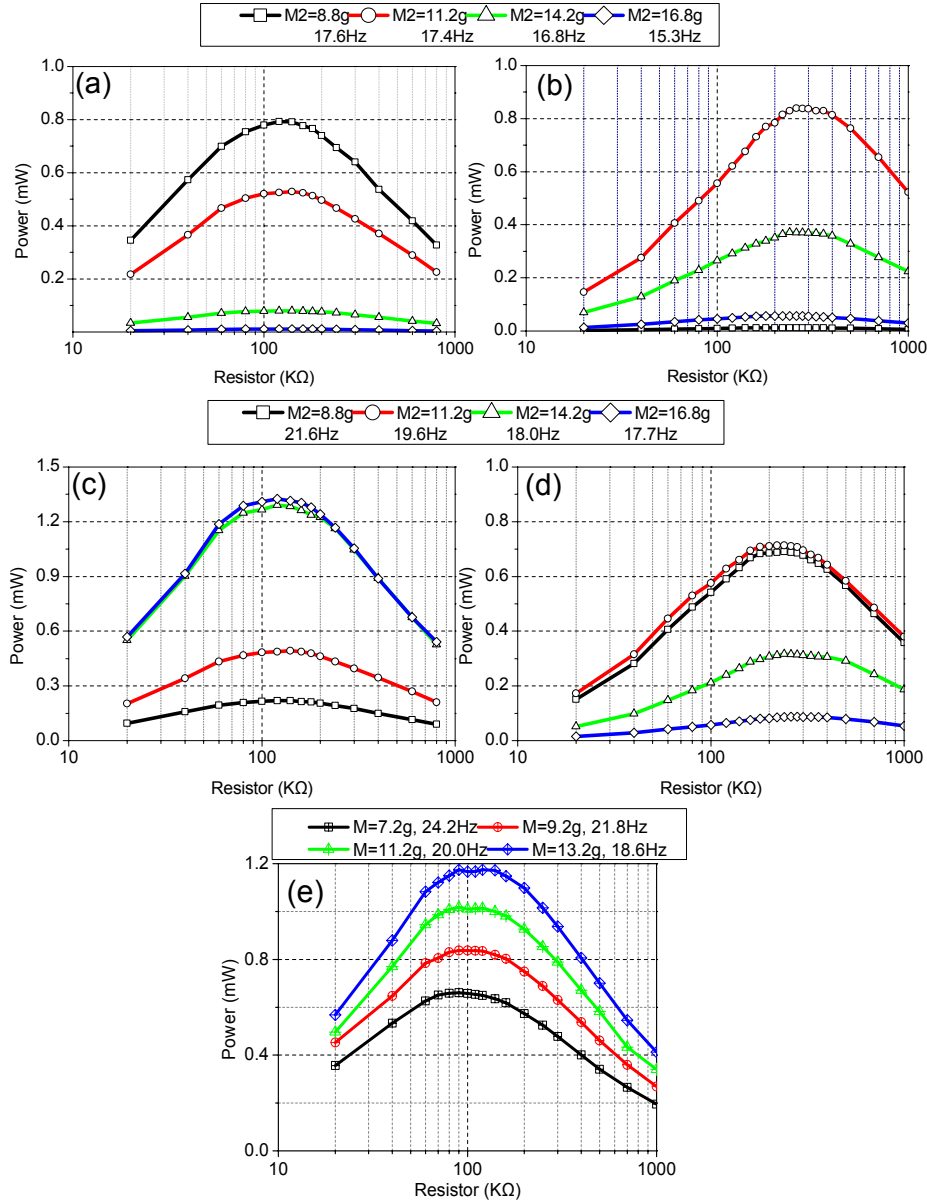 M2=8.8g M2=11.2g M2=14.2g M2=16.8g
17.6Hz 17.4Hz 16.8Hz 15.3Hz
(a)
1.0
0.8
0.6
0.4
0.2
Power (mW)
10 100 1000
Resistor (KΩ)
(b)
1.0
0.8
0.6
0.4
0.2
0.0
Power (mW)
10 100 1000
Resistor (KΩ)
M2=8.8g M2=11.2g M2=14.2g M2=16.8g
21.6Hz 19.6Hz 18.0Hz 17.7Hz
(c)
1.5
1.2
0.9
0.6
0.3
0.0
Power (mW)
10 100 1000
Resistor (KΩ)
(d)
1.0
0.8
0.6
0.4
0.2
0.0
Power (mW)
10 100 1000
Resistor (KΩ)
M=7.2g, 24.2Hz M=9.2g, 21.8Hz
M=11.2g, 20.0Hz M=13.2g, 18.6Hz
(e)
1.2
0.8
0.4
0.0
Power (mW)
10 100 1000
Resistor (KΩ)